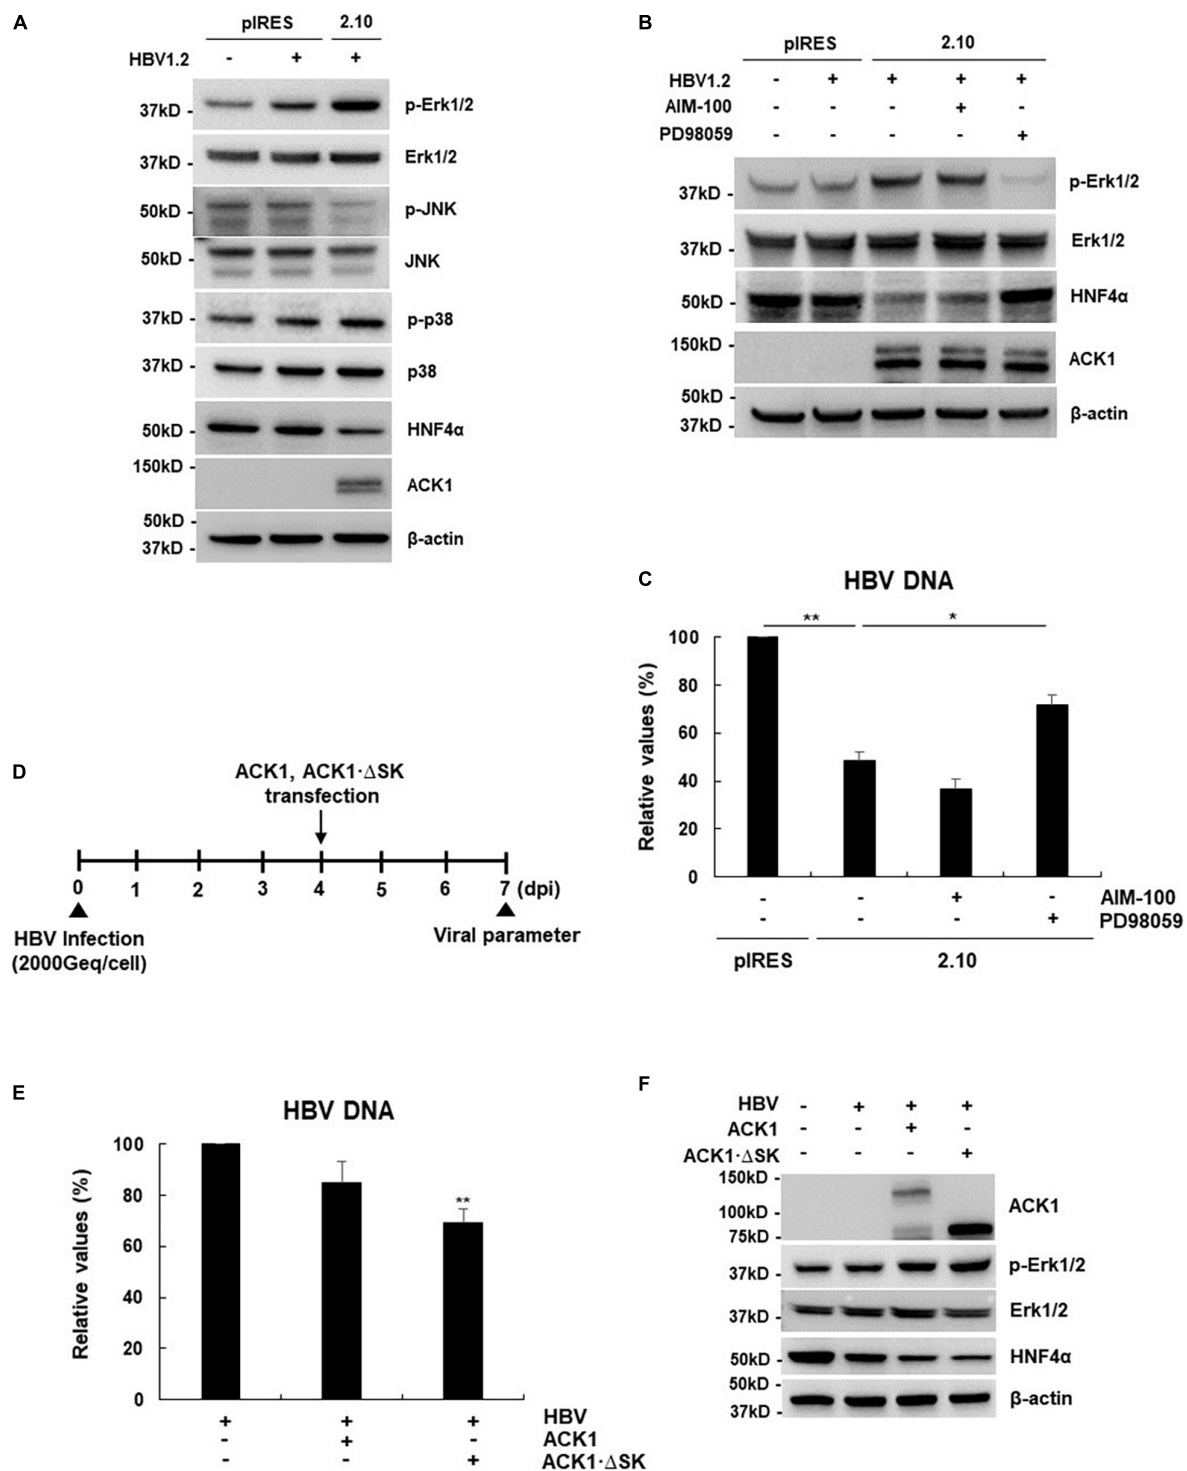 A
pIRES 2.10
HBV1.2 - + +
37kD - p-Erk1/2
37kD - Erk1/2
50kD - p-JNK
50kD - JNK
37kD - p-p38
37kD - p38
50kD - HNF4α
150kD - ACK1
50kD -
37kD - β-actin
B
pIRES 2.10
HBV1.2 - + + + +
AIM-100 - - - + -
PD98059 - - - - +
37kD - p-Erk1/2
37kD - Erk1/2
50kD - HNF4α
150kD - ACK1
50kD -
37kD - β-actin
C
HBV DNA
** *
Relative values (%)
100
80
60
40
20
0
- - + - AIM-100
- - - + PD98059
pIRES 2.10
D
ACK1, ACK1·ΔSK
transfection
0 1 2 3 4 5 6 7 (dpi)
HBV Infection
(2000Geq/cell)
Viral parameter
E
HBV DNA
Relative values (%)
100
80
60
40
20
0
**
+ + + HBV
- + - ACK1
- - + ACK1·ΔSK
F
HBV - + + +
ACK1 - - + -
ACK1·ΔSK - - - +
150kD -
100kD - ACK1
75kD -
37kD - p-Erk1/2
37kD - Erk1/2
50kD - HNF4α
50kD -
37kD - β-actin